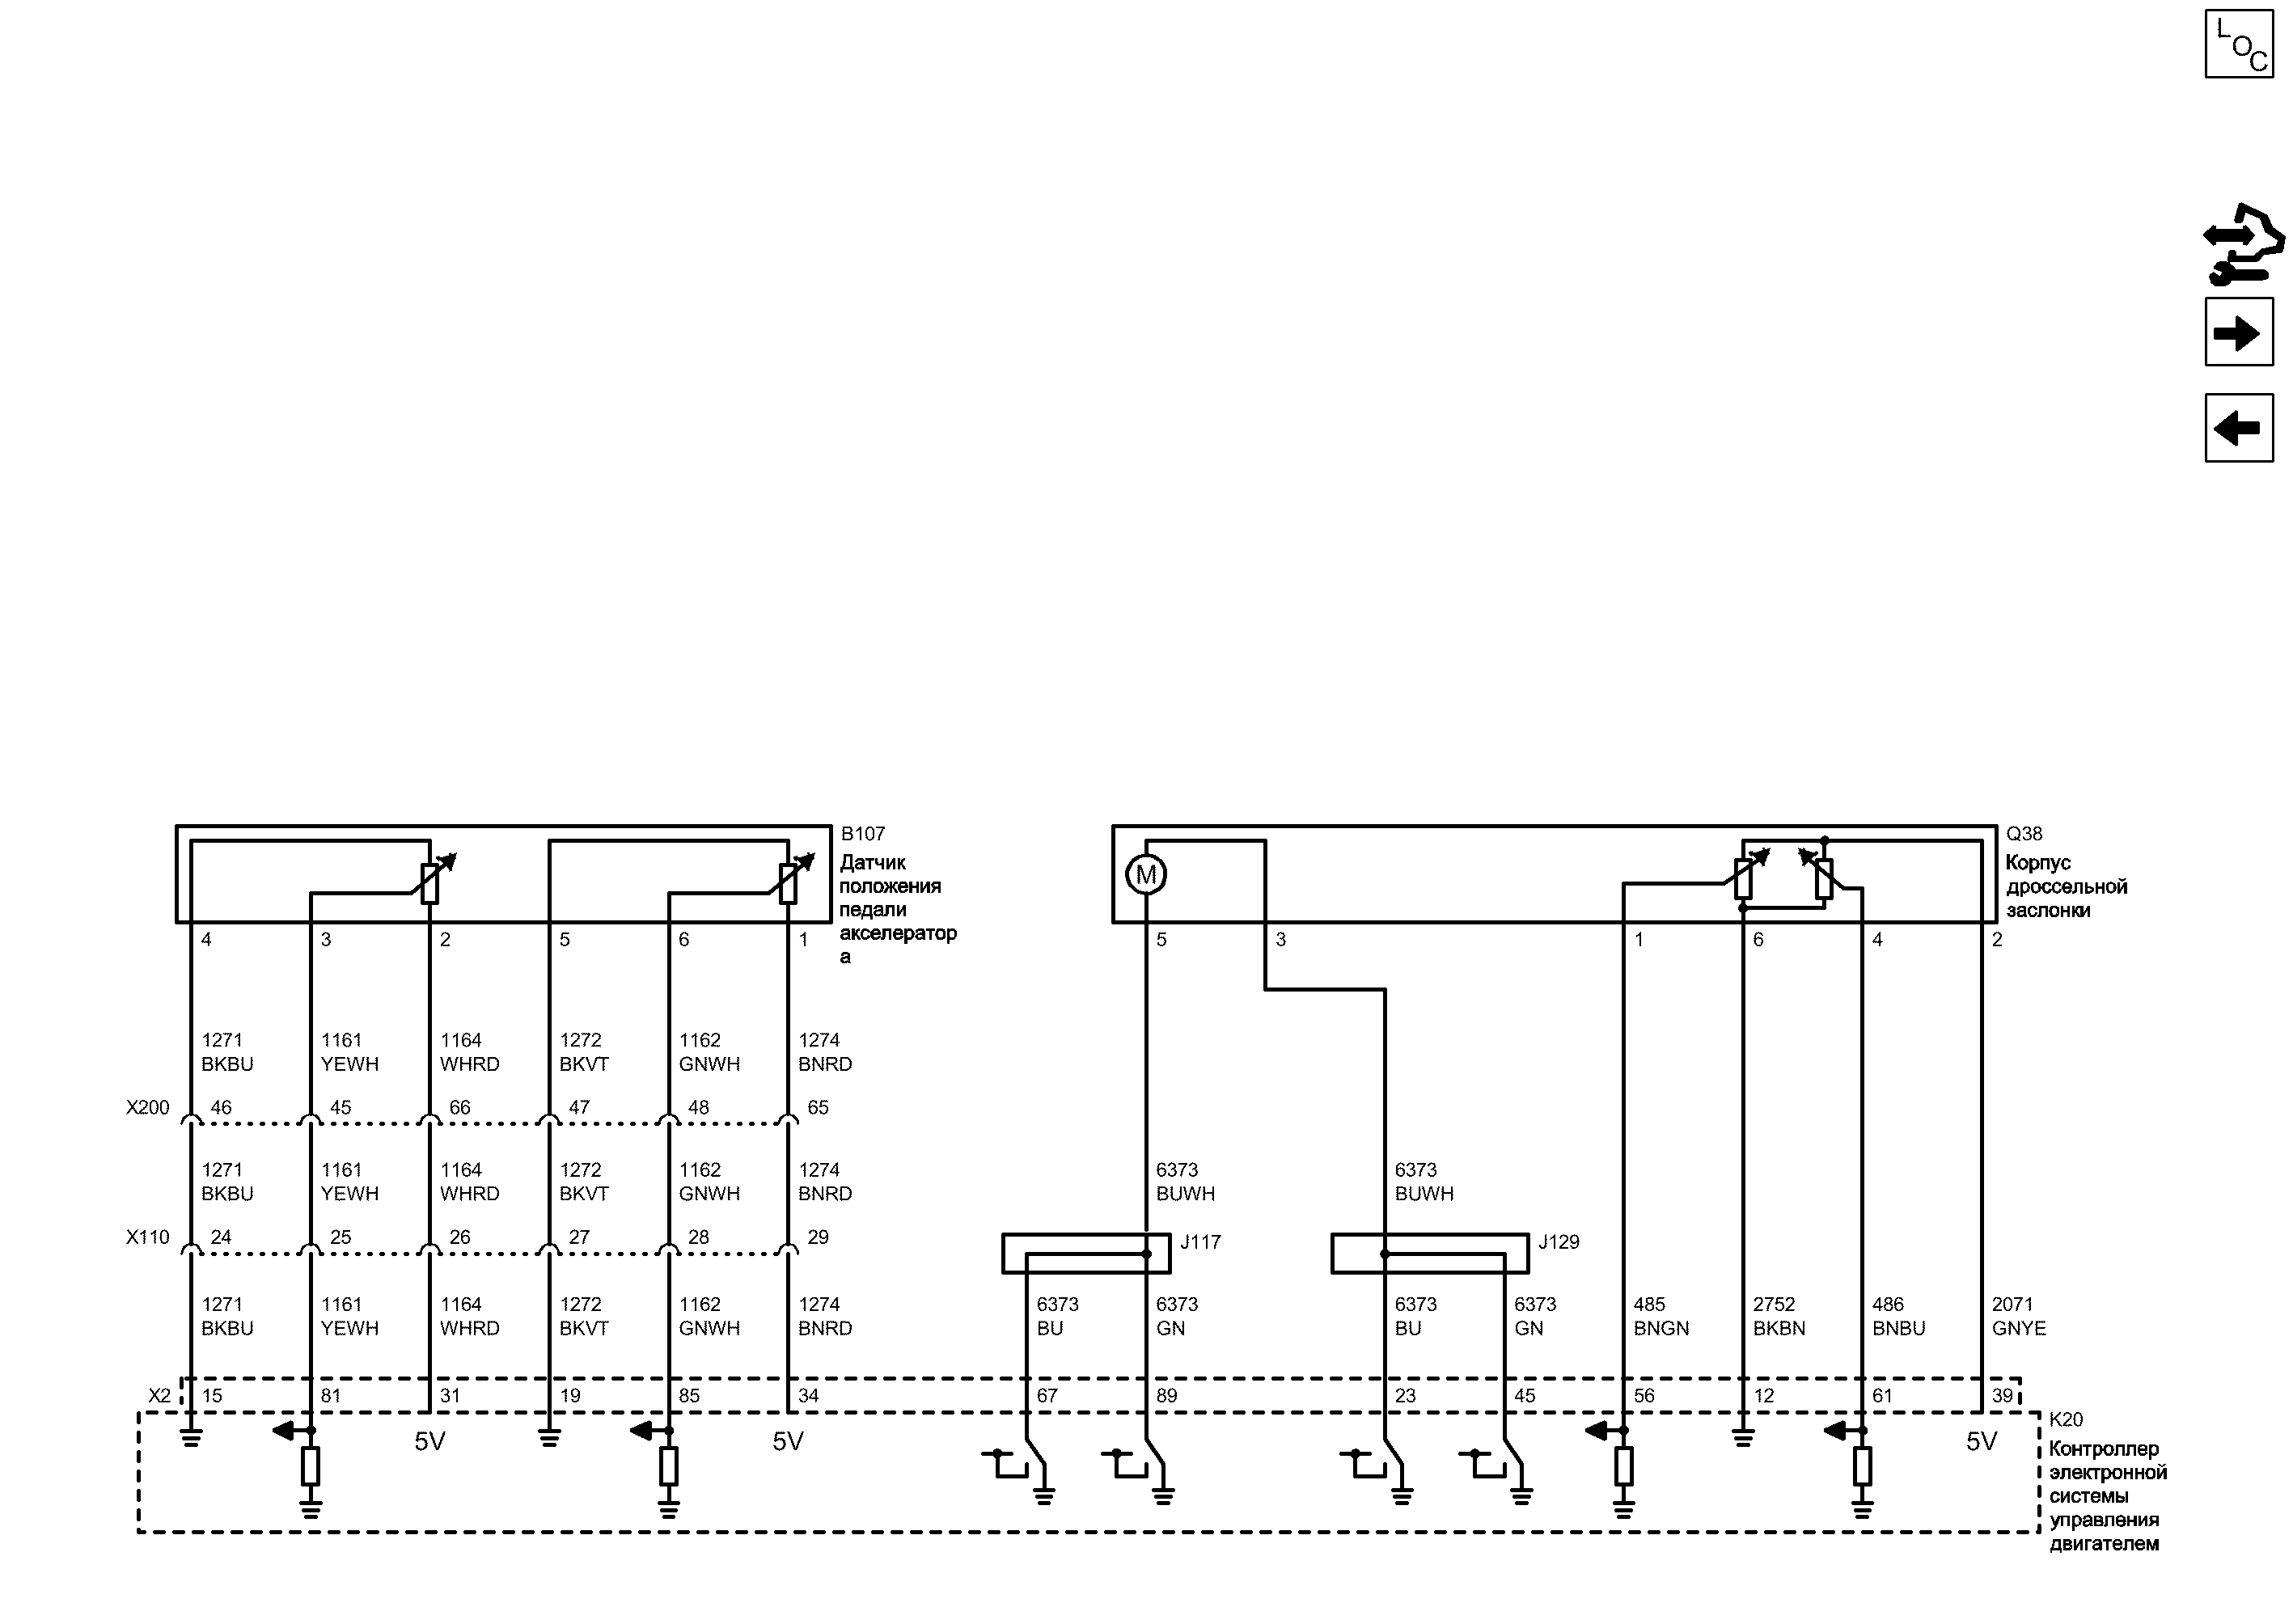 LOC
B107
Датчик
положения
педали
акселератор
а
Q38
Корпус
дроссельной
заслонки
M
4 3 2 5 6 1 5 3 1 6 4 2
1271 1161 1164 1272 1162 1274
BKBU YEWH WHRD BKVT GNWH BNRD
X200 46 45 66 47 48 65
1271 1161 1164 1272 1162 1274 6373 6373
BKBU YEWH WHRD BKVT GNWH BNRD BUWH BUWH
X110 24 25 26 27 28 29 J117 J129
1271 1161 1164 1272 1162 1274 6373 6373 6373 6373 485 2752 486 2071
BKBU YEWH WHRD BKVT GNWH BNRD BU GN BU GN BNGN BKBN BNBU GNYE
X2 15 81 31 19 85 34 67 89 23 45 56 12 61 39
5V 5V 5V
K20
Контроллер
электронной
системы
управления
двигателем